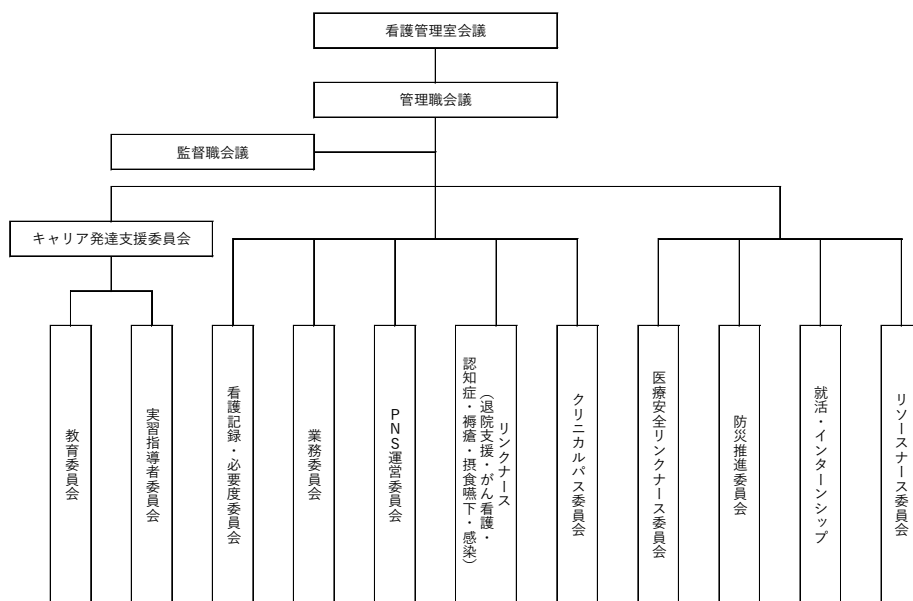 看護管理室会議
管理職会議
監督職会議
キャリア発達支援委員会
教育委員会
実習指導者委員会
看護記録・必要度委員会
業務委員会
PNS運営委員会
リンクナース
（退院支援・がん看護・
認知症・褥瘡・摂食嚥下・感染）
クリニカルパス委員会
医療安全リンクナース委員会
防災推進委員会
就活・インターンシップ
リソースナース委員会